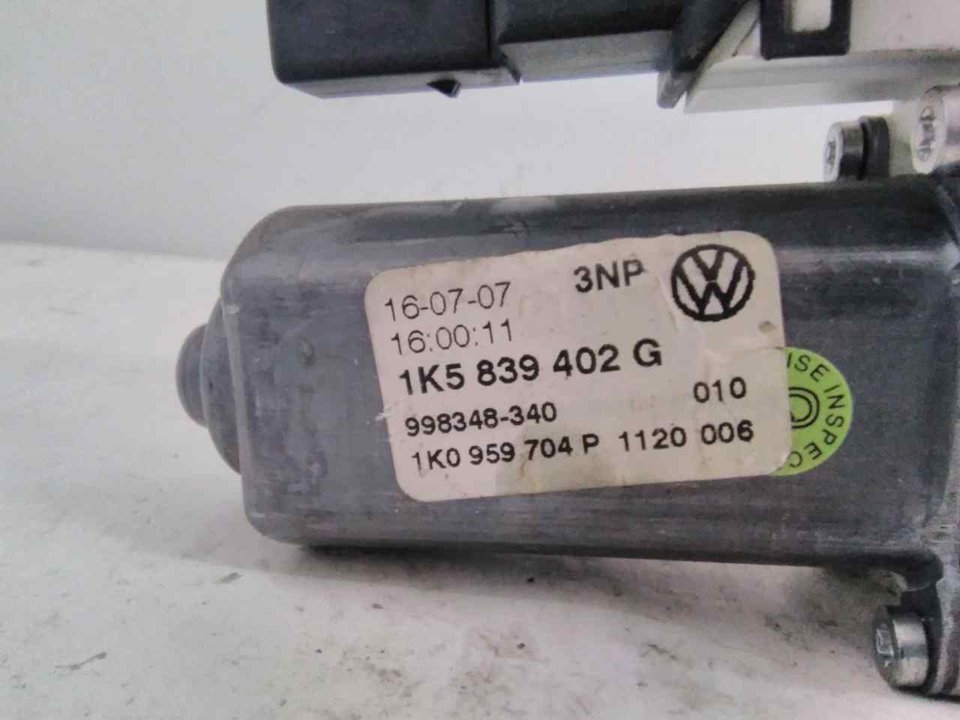 16-07-07 3NP
16:00:11
1K5 839 402 G
998348-340 010
1K0 959 704 P 1120 006